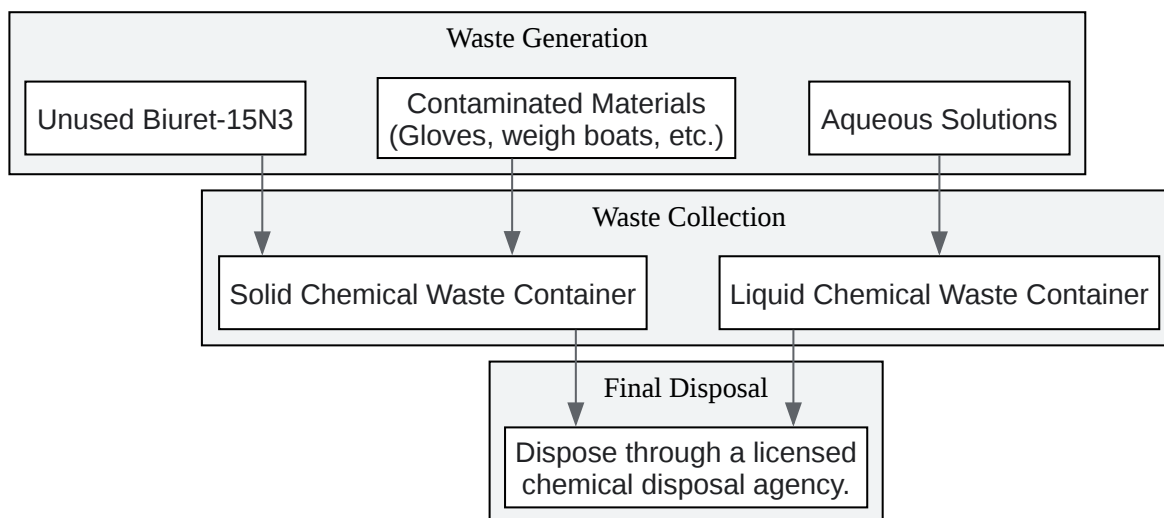 Waste Generation
Unused Biuret-15N3
Contaminated Materials
(Gloves, weigh boats, etc.)
Aqueous Solutions
Waste Collection
Solid Chemical Waste Container
Liquid Chemical Waste Container
Final Disposal
Dispose through a licensed
chemical disposal agency.